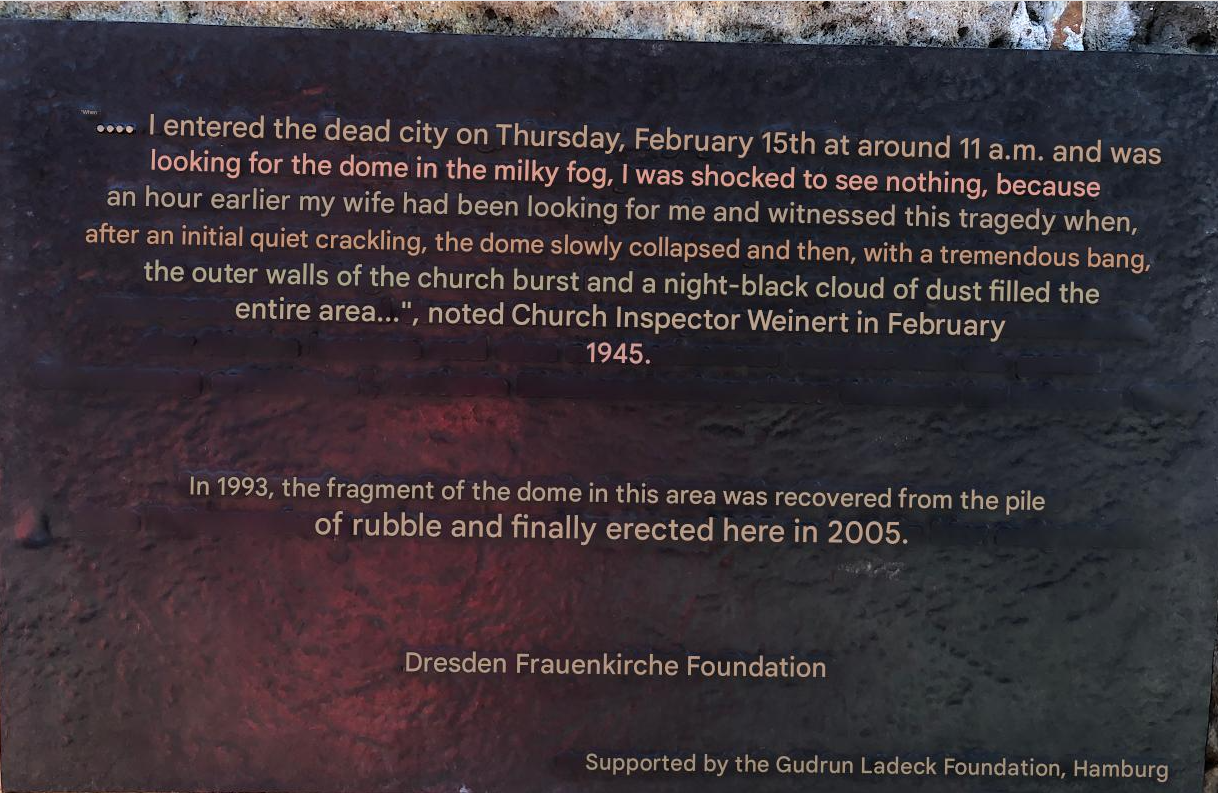 "When
.... I entered the dead city on Thursday, February 15th at around 11 a.m. and was
looking for the dome in the milky fog, I was shocked to see nothing, because
an hour earlier my wife had been looking for me and witnessed this tragedy when,
after an initial quiet crackling, the dome slowly collapsed and then, with a tremendous bang,
the outer walls of the church burst and a night-black cloud of dust filled the
entire area...", noted Church Inspector Weinert in February
1945.
In 1993, the fragment of the dome in this area was recovered from the pile
of rubble and finally erected here in 2005.
Dresden Frauenkirche Foundation
Supported by the Gudrun Ladeck Foundation, Hamburg